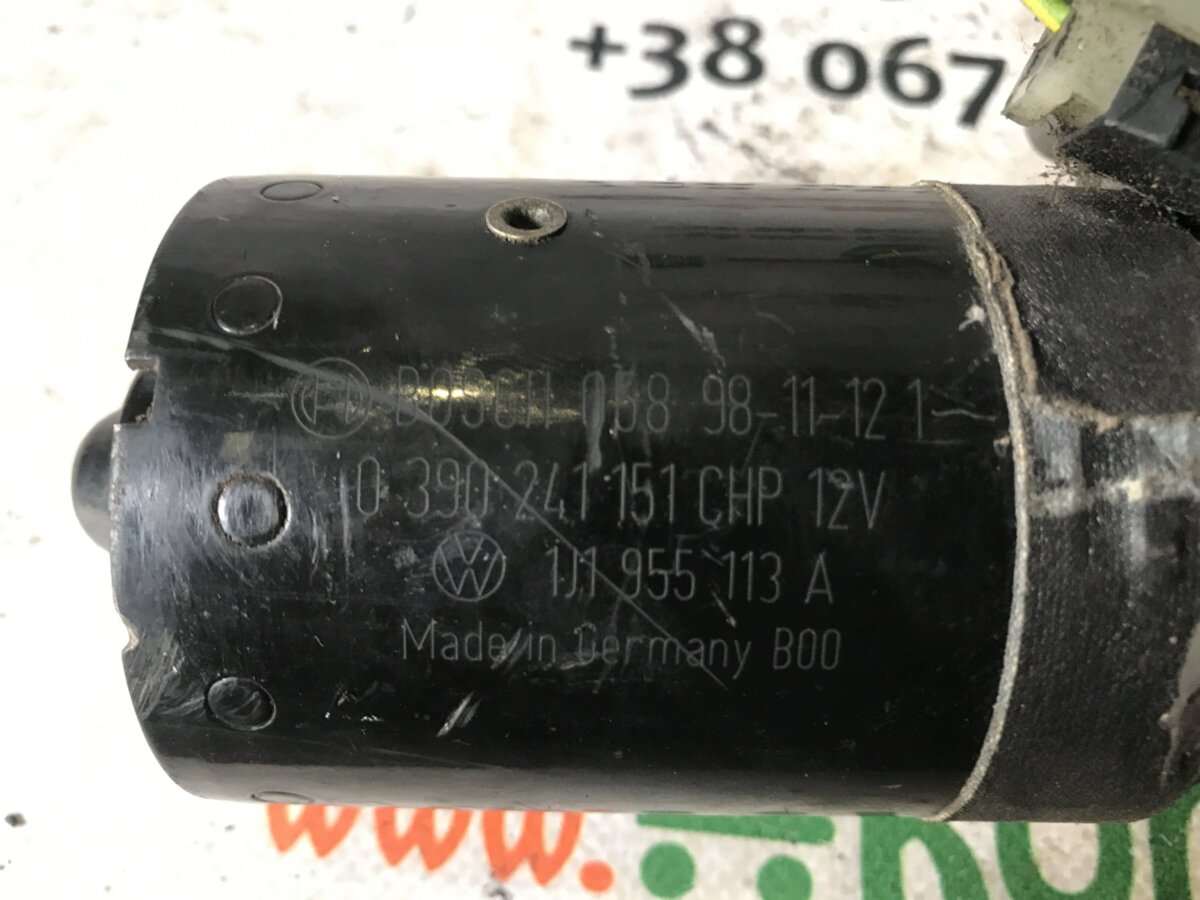 +38 067
BOSCH 058 98-11-12 1
0 390 241 151 CHP 12V
VW 1J1 955 113 A
Made in Germany B00
www.